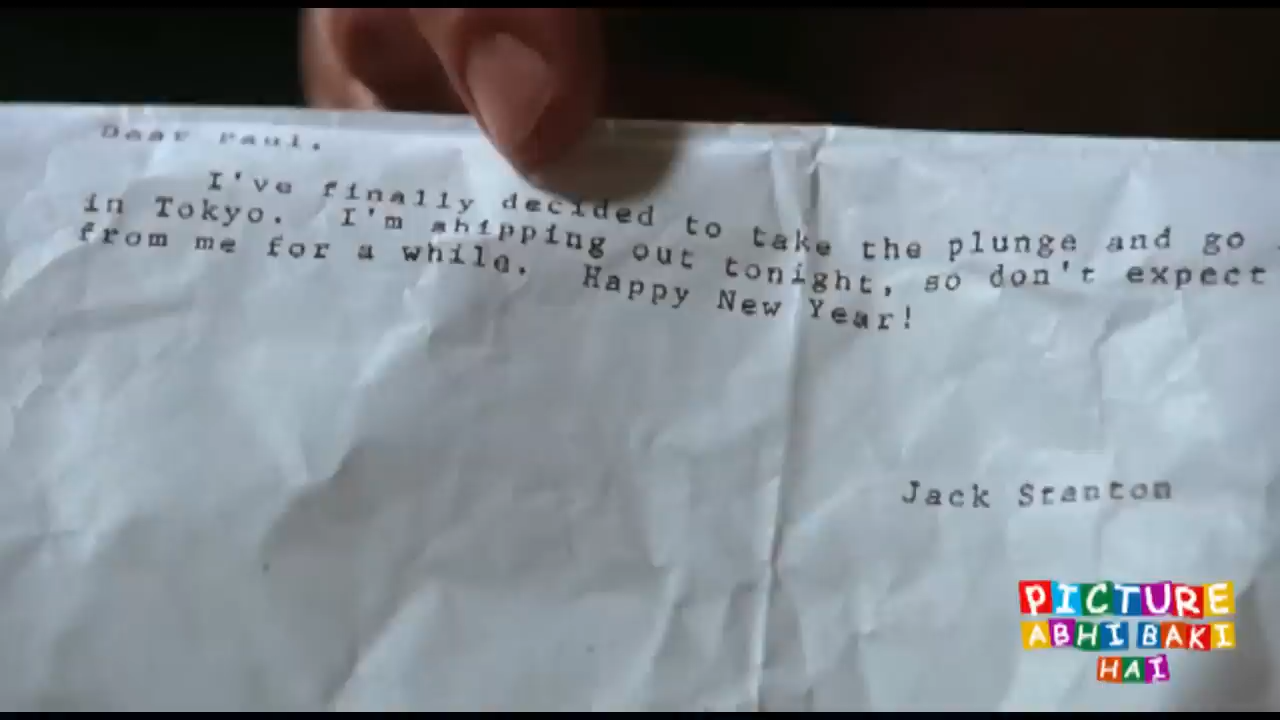 Dear Paul.
I've finally decided to take the plunge and go
in Tokyo. I'm shipping out tonight, so don't expect
from me for a while. Happy New Year!
Jack Stanton
PICTURE
ABHI BAKI
HAI